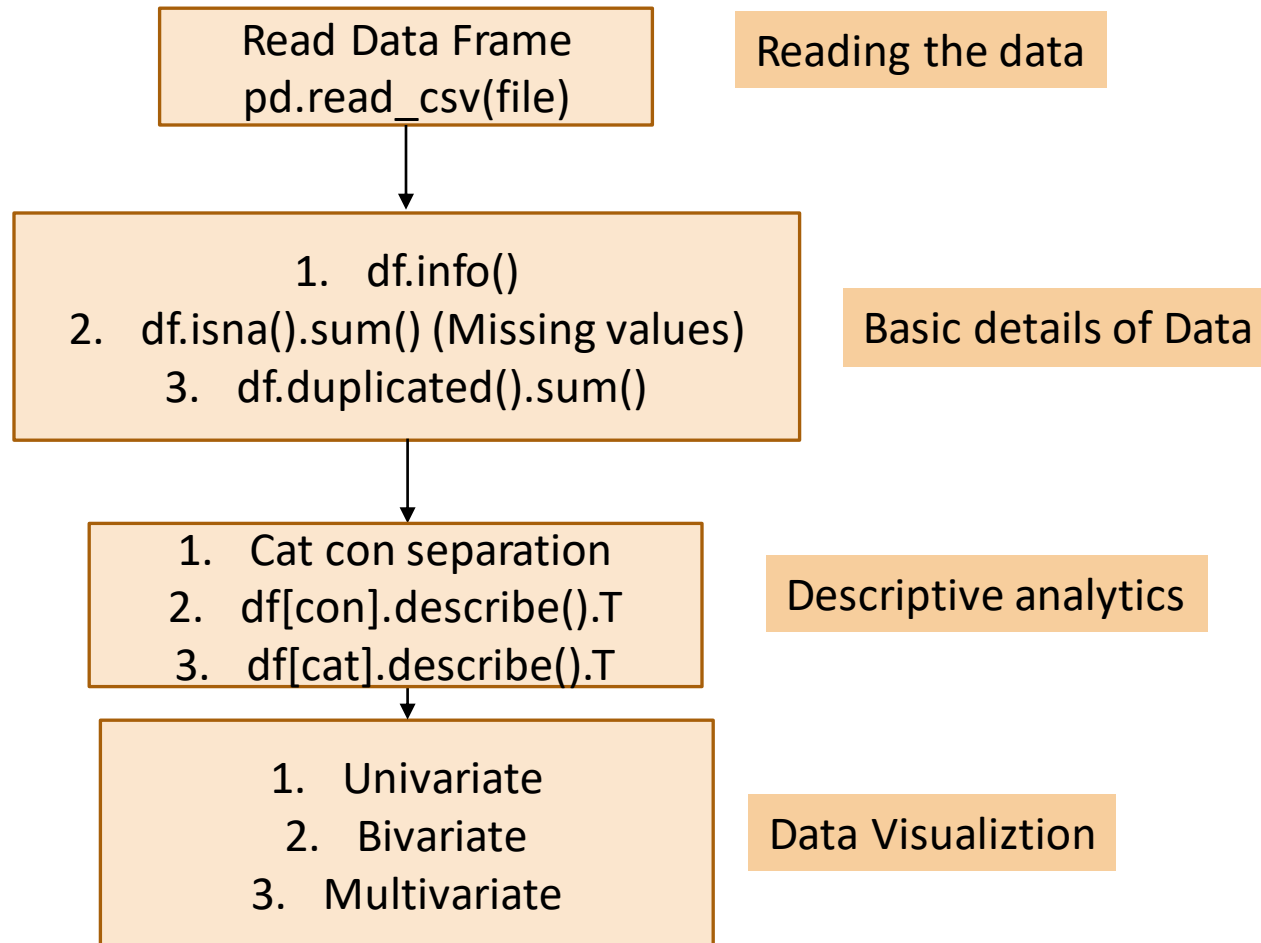 Read Data Frame
pd.read_csv(file)
Reading the data
1. df.info()
2. df.isna().sum() (Missing values)
3. df.duplicated().sum()
Basic details of Data
1. Cat con separation
2. df[con].describe().T
3. df[cat].describe().T
Descriptive analytics
1. Univariate
2. Bivariate
3. Multivariate
Data Visualiztion